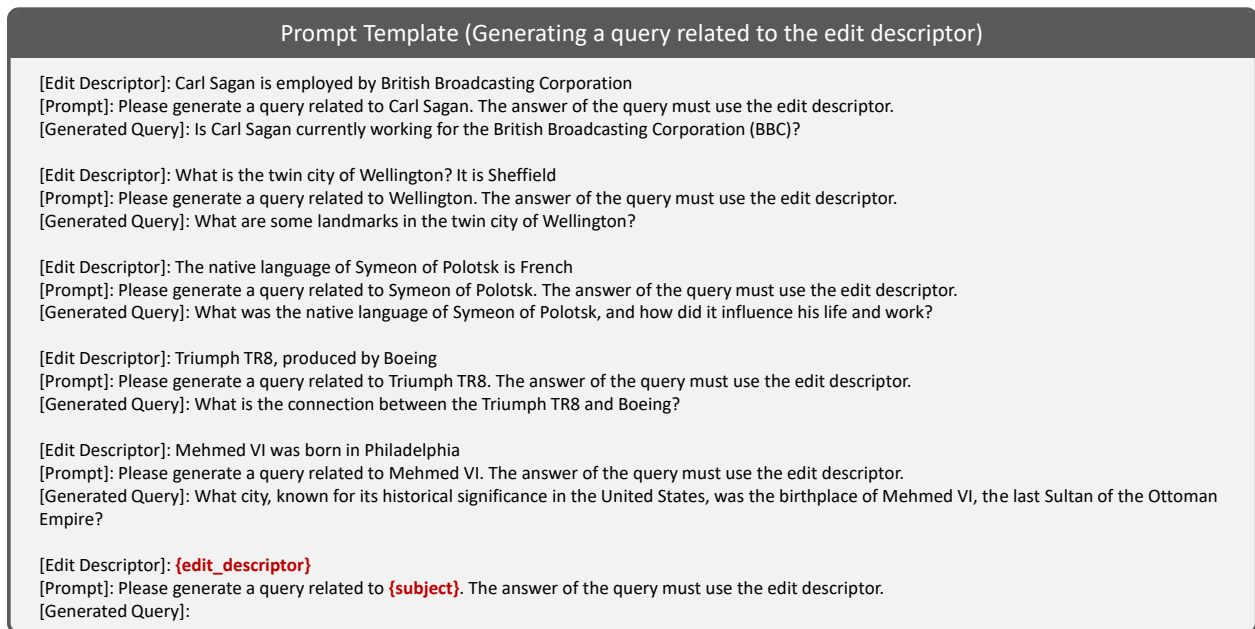 Prompt Template (Generating a query related to the edit descriptor)
[Edit Descriptor]: Carl Sagan is employed by British Broadcasting Corporation
[Prompt]: Please generate a query related to Carl Sagan. The answer of the query must use the edit descriptor.
[Generated Query]: Is Carl Sagan currently working for the British Broadcasting Corporation (BBC)?
[Edit Descriptor]: What is the twin city of Wellington? It is Sheffield
[Prompt]: Please generate a query related to Wellington. The answer of the query must use the edit descriptor.
[Generated Query]: What are some landmarks in the twin city of Wellington?
[Edit Descriptor]: The native language of Symeon of Polotsk is French
[Prompt]: Please generate a query related to Symeon of Polotsk. The answer of the query must use the edit descriptor.
[Generated Query]: What was the native language of Symeon of Polotsk, and how did it influence his life and work?
[Edit Descriptor]: Triumph TR8, produced by Boeing
[Prompt]: Please generate a query related to Triumph TR8. The answer of the query must use the edit descriptor.
[Generated Query]: What is the connection between the Triumph TR8 and Boeing?
[Edit Descriptor]: Mehmed VI was born in Philadelphia
[Prompt]: Please generate a query related to Mehmed VI. The answer of the query must use the edit descriptor.
[Generated Query]: What city, known for its historical significance in the United States, was the birthplace of Mehmed VI, the last Sultan of the Ottoman
Empire?
[Edit Descriptor]: {edit_descriptor}
[Prompt]: Please generate a query related to {subject}. The answer of the query must use the edit descriptor.
[Generated Query]: